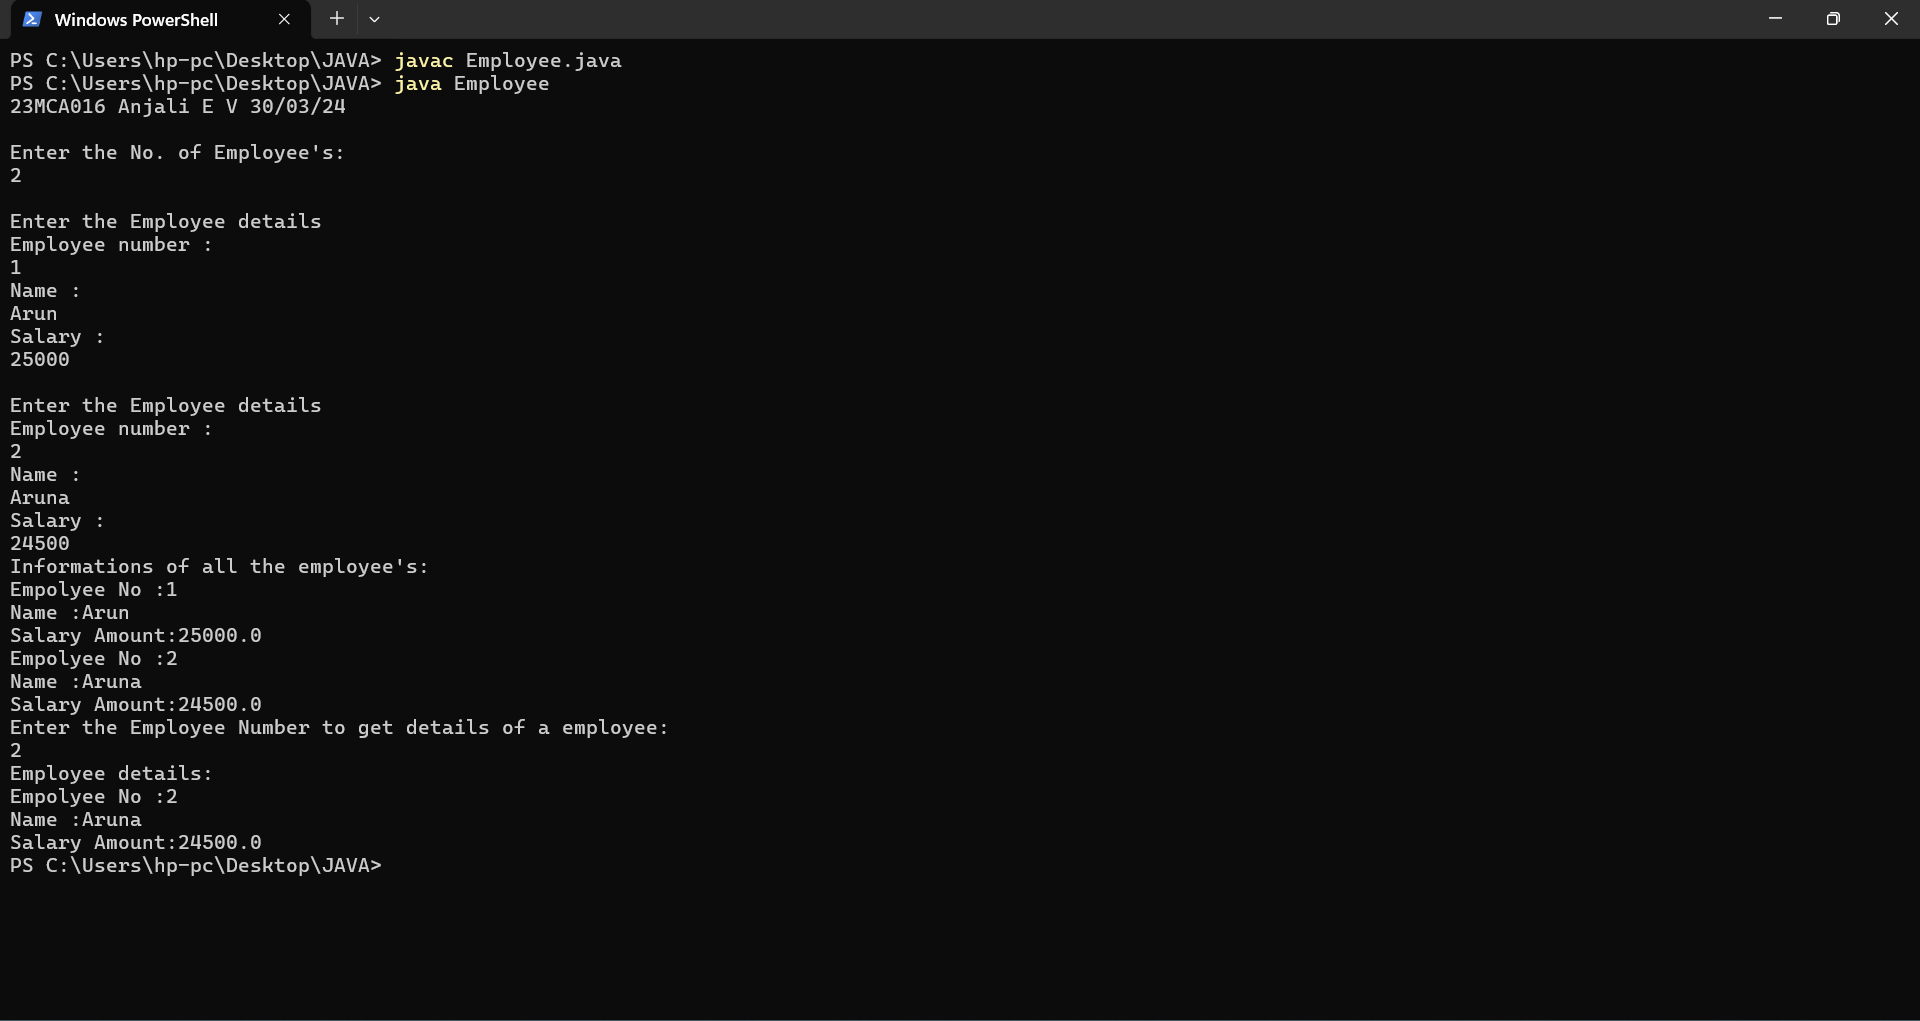 Windows PowerShell
PS C:\Users\hp-pc\Desktop\JAVA> javac Employee.java
PS C:\Users\hp-pc\Desktop\JAVA> java Employee
23MCA016 Anjali E V 30/03/24
Enter the No. of Employee's:
2
Enter the Employee details
Employee number :
1
Name :
Arun
Salary :
25000
Enter the Employee details
Employee number :
2
Name :
Aruna
Salary :
24500
Informations of all the employee's:
Empolyee No :1
Name :Arun
Salary Amount:25000.0
Empolyee No :2
Name :Aruna
Salary Amount:24500.0
Enter the Employee Number to get details of a employee:
2
Employee details:
Empolyee No :2
Name :Aruna
Salary Amount:24500.0
PS C:\Users\hp-pc\Desktop\JAVA>